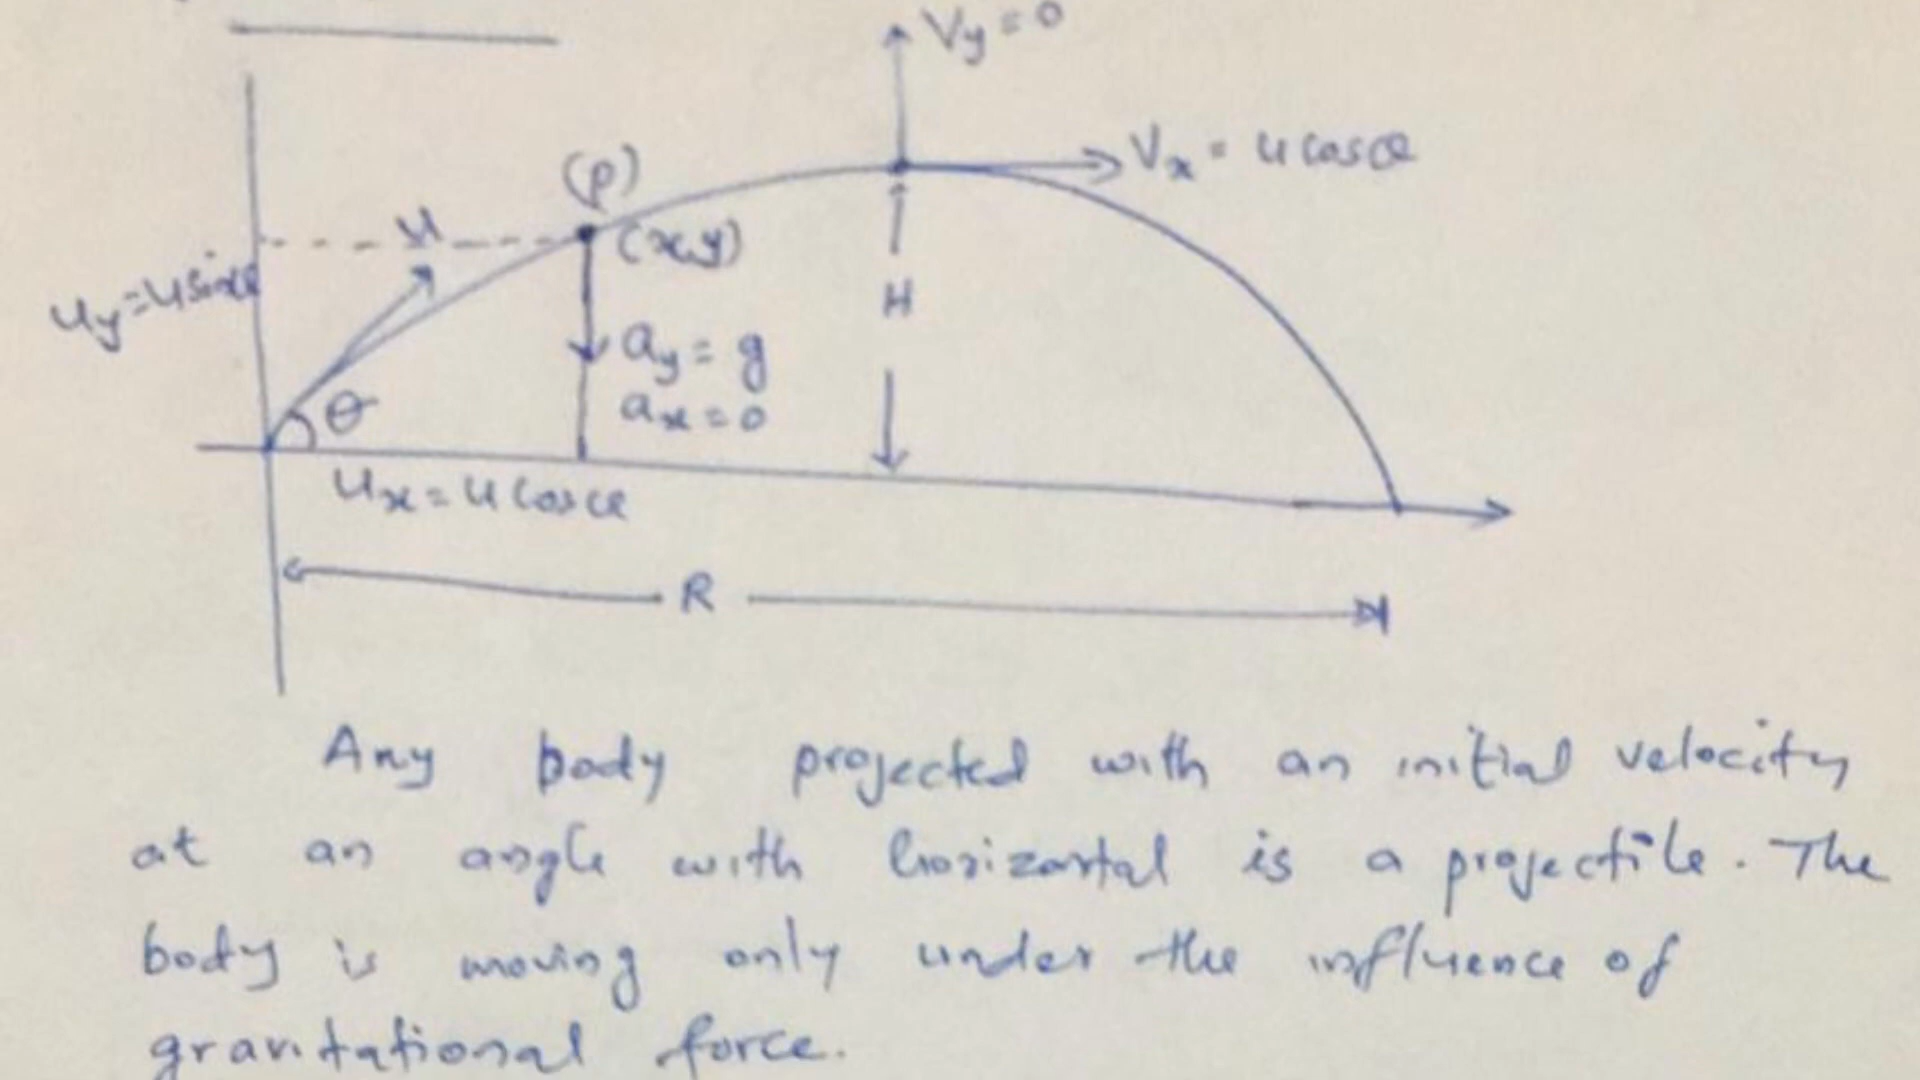 Vy = 0
Vx = u cosθ
(P)
u
(x,y)
uy = u sinθ
H
ay = g
ax = 0
θ
ux = u cosθ
R
Any body projected with an initial velocity
at an angle with horizontal is a projectile. The
body is moving only under the influence of
gravitational force.